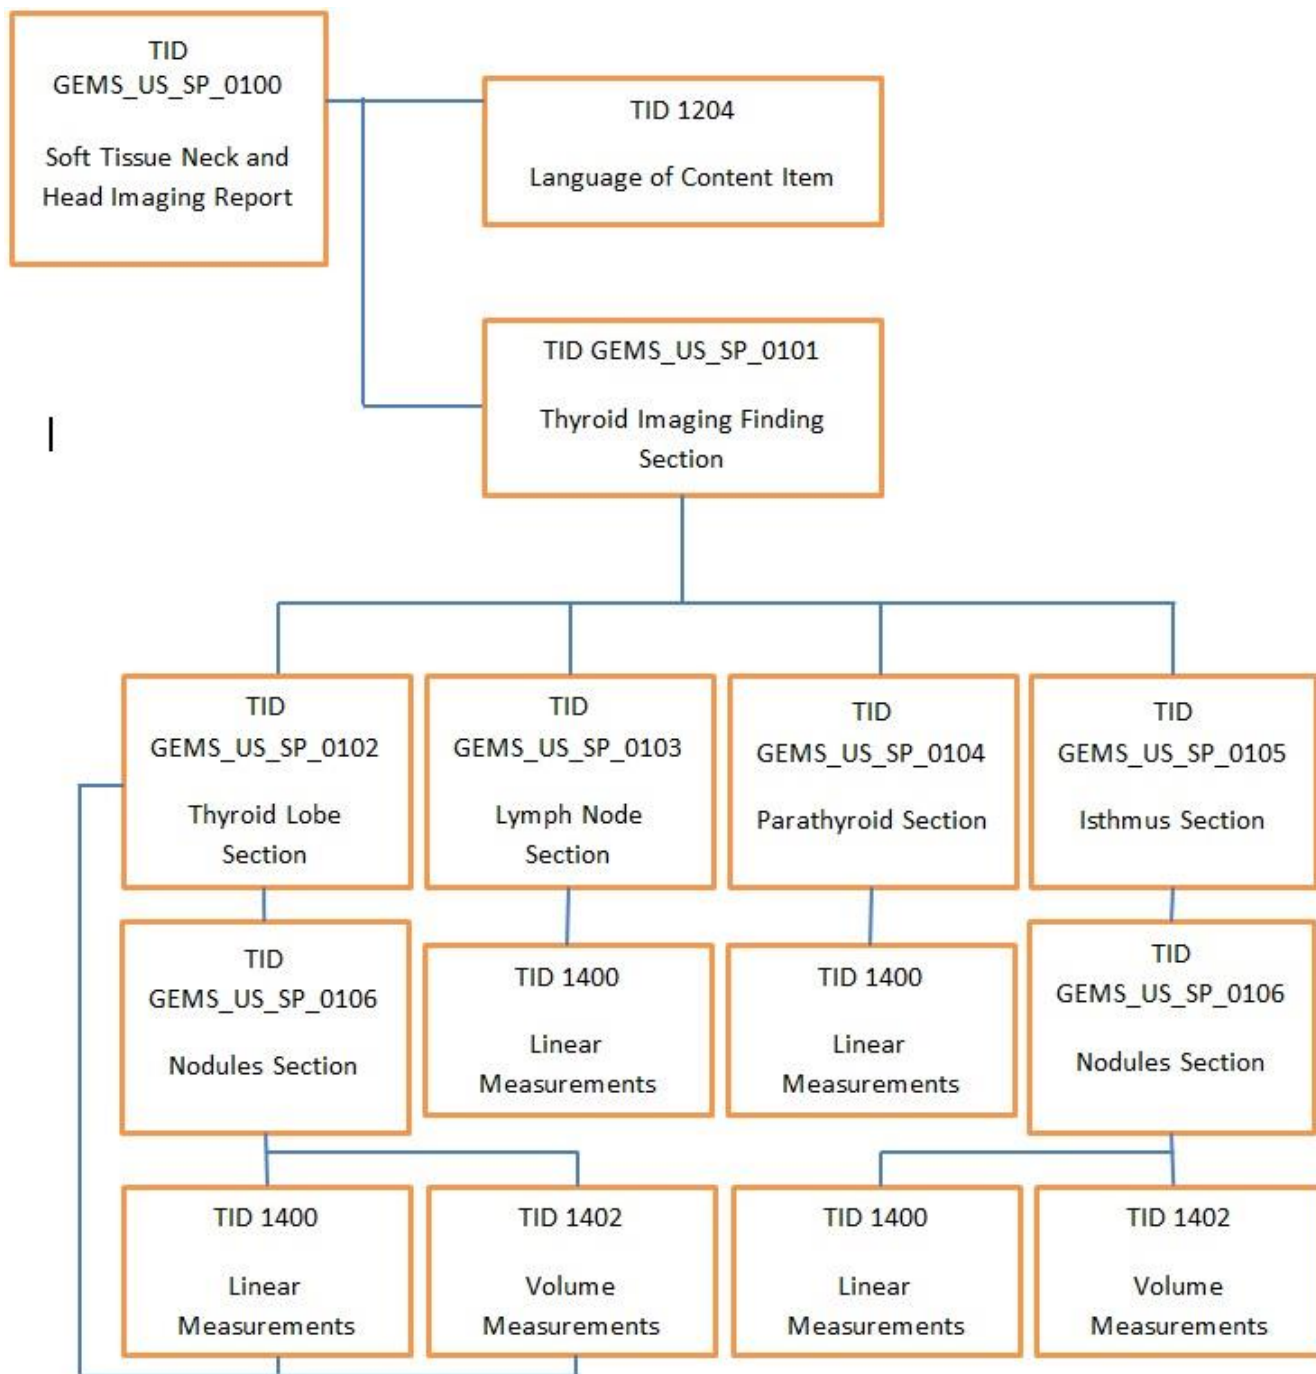 TID
GEMS_US_SP_0100
Soft Tissue Neck and
Head Imaging Report
TID 1204
Language of Content Item
TID GEMS_US_SP_0101
Thyroid Imaging Finding
Section
TID
GEMS_US_SP_0102
Thyroid Lobe
Section
TID
GEMS_US_SP_0103
Lymph Node
Section
TID
GEMS_US_SP_0104
Parathyroid Section
TID
GEMS_US_SP_0105
Isthmus Section
TID
GEMS_US_SP_0106
Nodules Section
TID 1400
Linear
Measurements
TID 1400
Linear
Measurements
TID
GEMS_US_SP_0106
Nodules Section
TID 1400
Linear
Measurements
TID 1402
Volume
Measurements
TID 1400
Linear
Measurements
TID 1402
Volume
Measurements